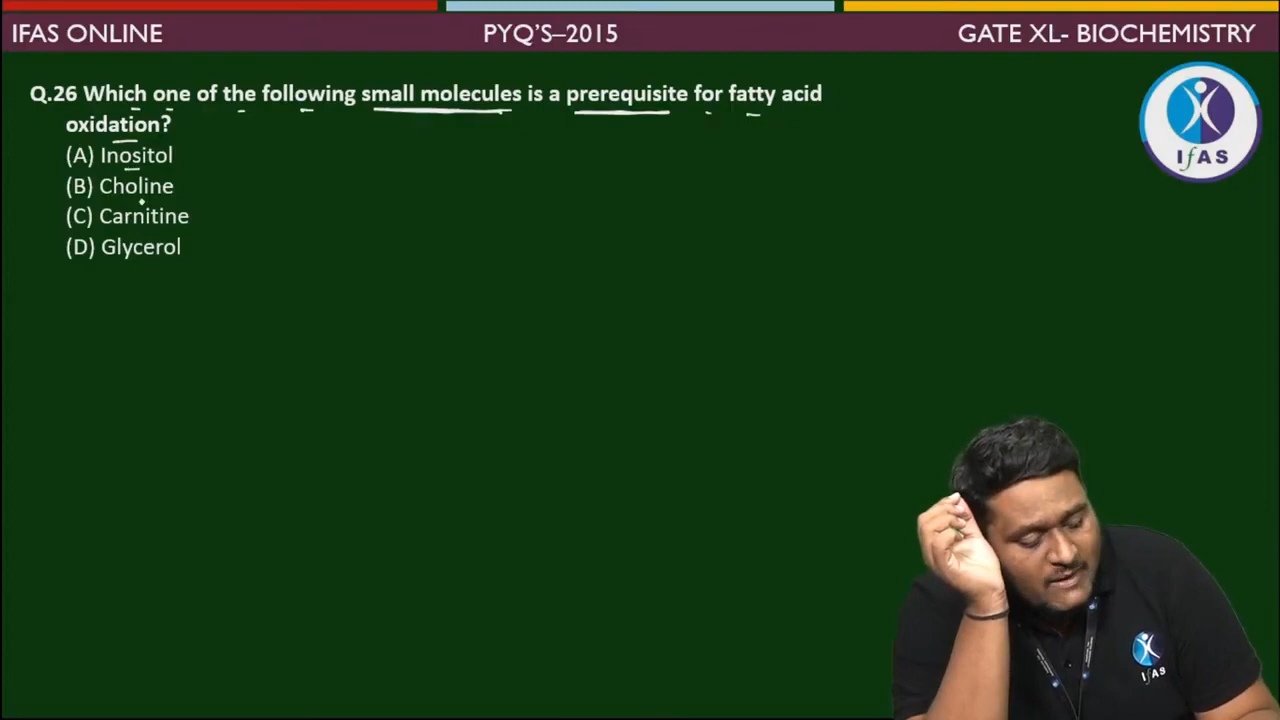 IFAS ONLINE
PYQ'S–2015
GATE XL- BIOCHEMISTRY
Q.26 Which one of the following small molecules is a prerequisite for fatty acid
oxidation?
(A) Inositol
(B) Choline
(C) Carnitine
(D) Glycerol
IfAS
IfAS